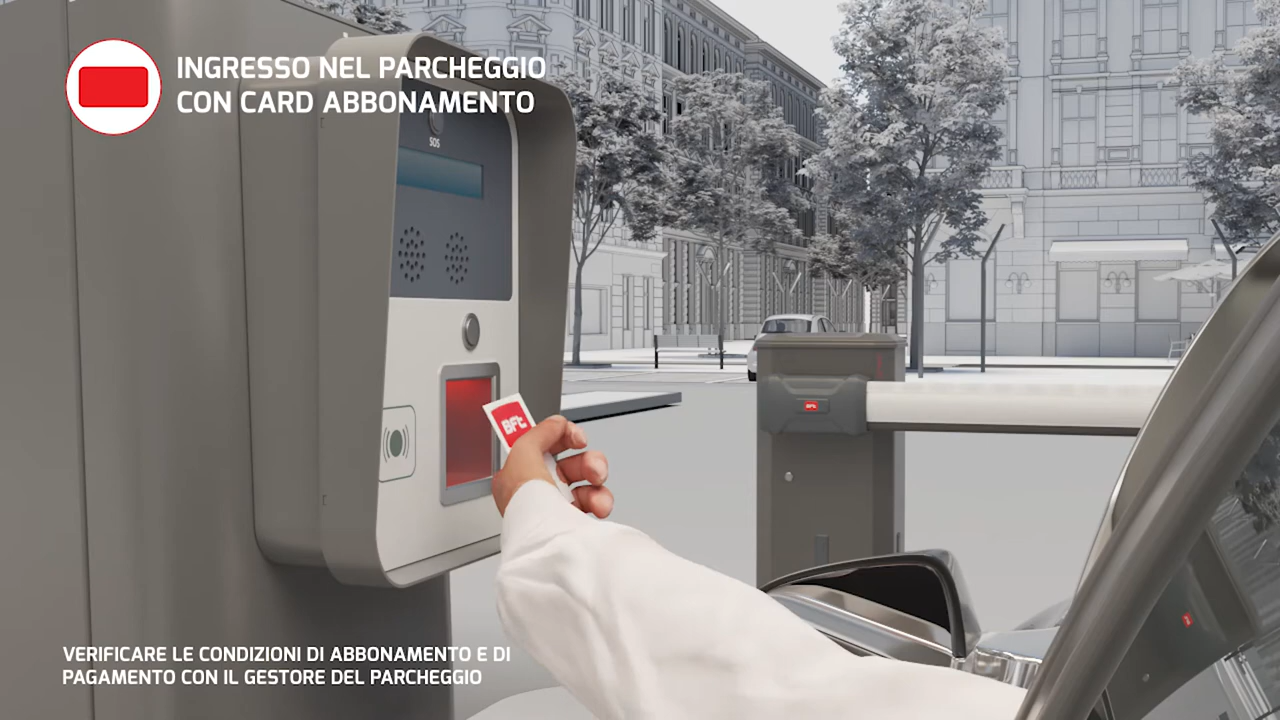 INGRESSO NEL PARCHEGGIO
CON CARD ABBONAMENTO
SOS
BFt
BFt
VERIFICARE LE CONDIZIONI DI ABBONAMENTO E DI
PAGAMENTO CON IL GESTORE DEL PARCHEGGIO